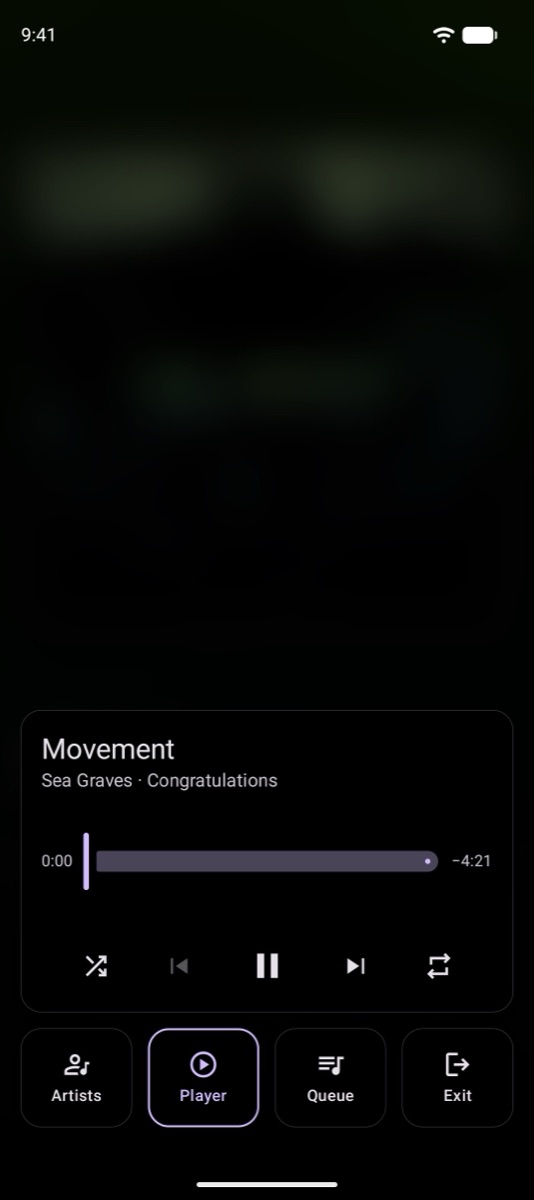 9:41
Movement
Sea Graves · Congratulations
0:00 −4:21
Artists Player Queue Exit